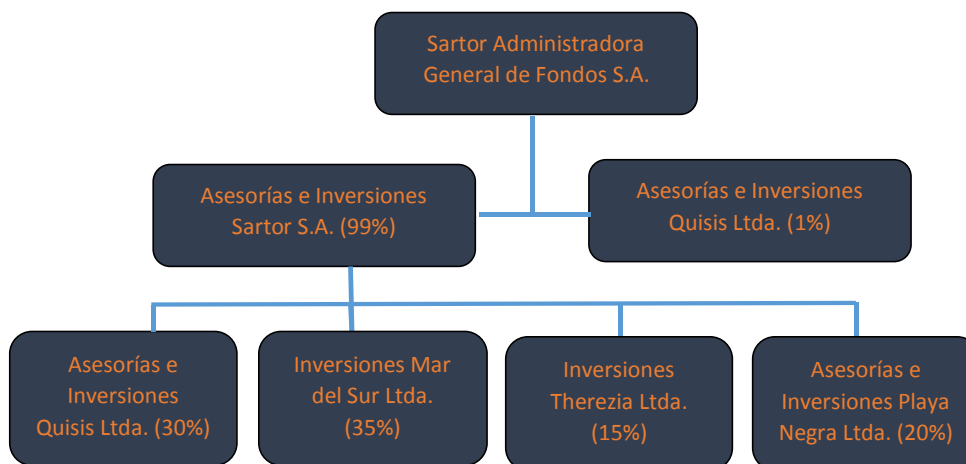 Sartor Administradora
General de Fondos S.A.
Asesorías e Inversiones
Sartor S.A. (99%)
Asesorías e Inversiones
Quisis Ltda. (1%)
Asesorías e
Inversiones
Quisis Ltda. (30%)
Inversiones Mar
del Sur Ltda.
(35%)
Inversiones
Therezia Ltda.
(15%)
Asesorías e
Inversiones Playa
Negra Ltda. (20%)